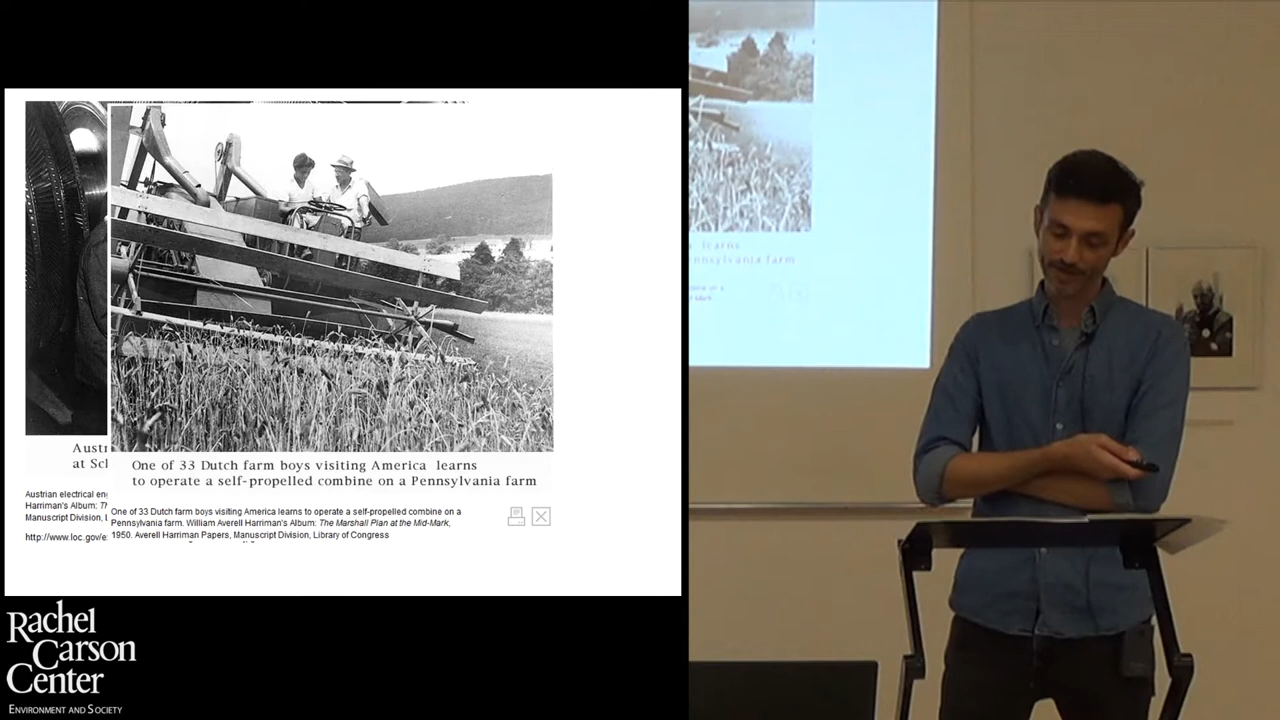 Austr
at Scl
One of 33 Dutch farm boys visiting America learns
to operate a self-propelled combine on a Pennsylvania farm
Austrian electrical eng
Harriman's Album: Th
Manuscript Division, L
http://www.loc.gov/e
One of 33 Dutch farm boys visiting America learns to operate a self-propelled combine on a
Pennsylvania farm. William Averell Harriman's Album: The Marshall Plan at the Mid-Mark,
1950. Averell Harriman Papers, Manuscript Division, Library of Congress
learns
nnsylvania farm
Rachel
Carson
Center
ENVIRONMENT AND SOCIETY